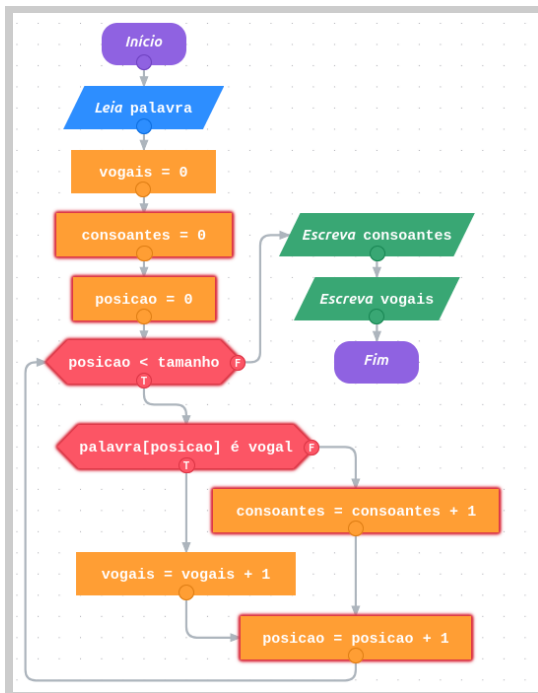 Início
Leia palavra
vogais = 0
consoantes = 0
posicao = 0
posicao < tamanho
F
T
Escreva consoantes
Escreva vogais
Fim
palavra[posicao] é vogal
F
T
consoantes = consoantes + 1
vogais = vogais + 1
posicao = posicao + 1